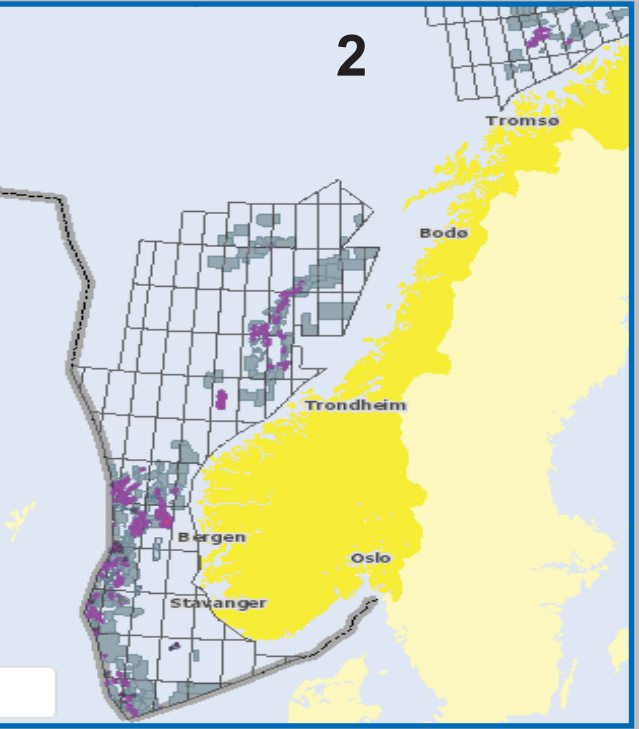 2
Tromsø
Bodø
Trondheim
Bergen
Oslo
Stavanger